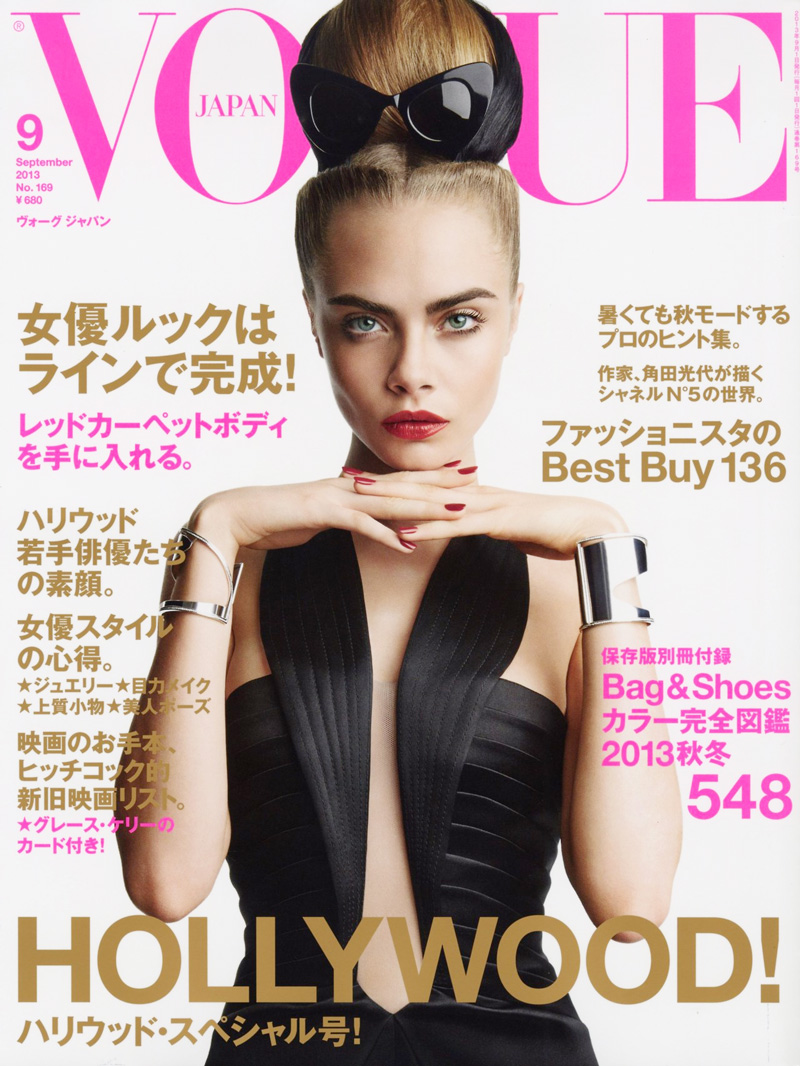 ®
VOGUE
JAPAN
9
September
2013
No. 169
¥ 680
ヴォーグ ジャパン
女優ルックは
ラインで完成!
レッドカーペットボディ
を手に入れる。
ハリウッド
若手俳優たち
の素顔。
女優スタイル
の心得。
★ジュエリー★目力メイク
★上質小物★美人ポーズ
映画のお手本、
ヒッチコック的
新旧映画リスト。
★グレース・ケリーの
カード付き!
暑くても秋モードする
プロのヒント集。
作家、角田光代が描く
シャネル N°5の世界。
ファッショニスタの
Best Buy 136
保存版別冊付録
Bag&Shoes
カラー完全図鑑
2013秋冬
548
HOLLYWOOD!
ハリウッド・スペシャル号!